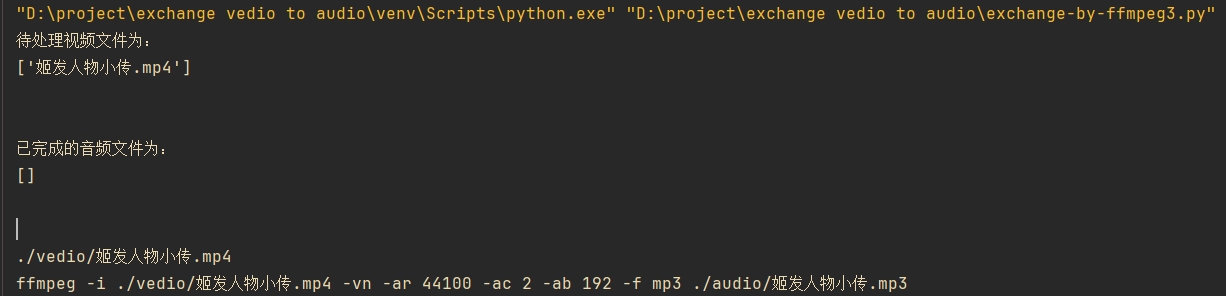 "D:\project\exchange vedio to audio\venv\Scripts\python.exe" "D:\project\exchange vedio to audio\exchange-by-ffmpeg3.py"
待处理视频文件为:
['姬发人物小传.mp4']
已完成的音频文件为:
[]
./vedio/姬发人物小传.mp4
ffmpeg -i ./vedio/姬发人物小传.mp4 -vn -ar 44100 -ac 2 -ab 192 -f mp3 ./audio/姬发人物小传.mp3